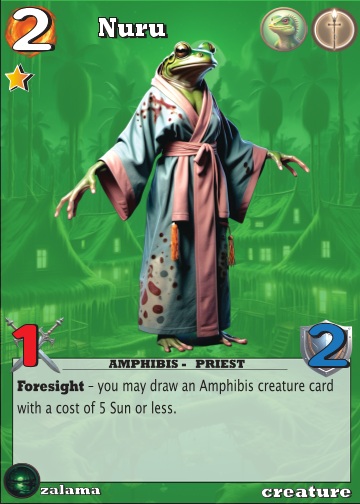 2 Nuru
1 2
AMPHIBIS - PRIEST
Foresight - you may draw an Amphibis creature card
with a cost of 5 Sun or less.
zalama creature